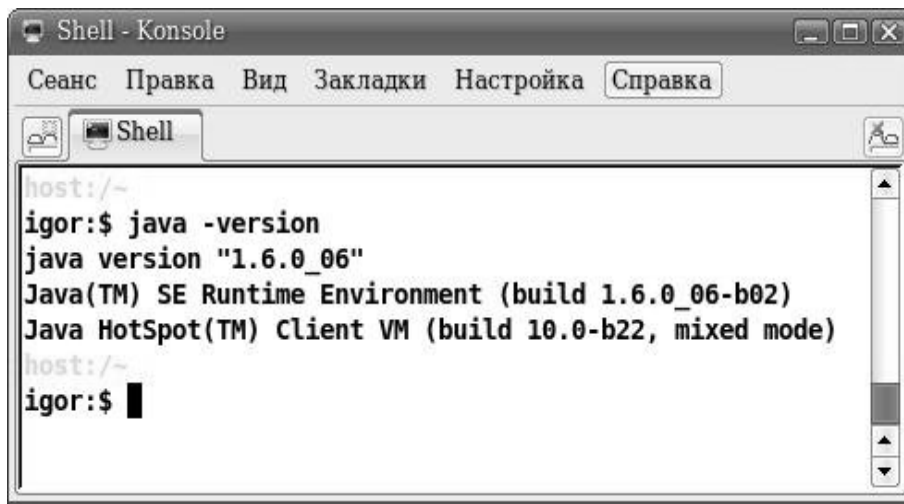 Shell - Konsole
Сеанс Правка Вид Закладки Настройка Справка
Shell
host:/~
igor:$ java -version
java version "1.6.0_06"
Java(TM) SE Runtime Environment (build 1.6.0_06-b02)
Java HotSpot(TM) Client VM (build 10.0-b22, mixed mode)
host:/~
igor:$